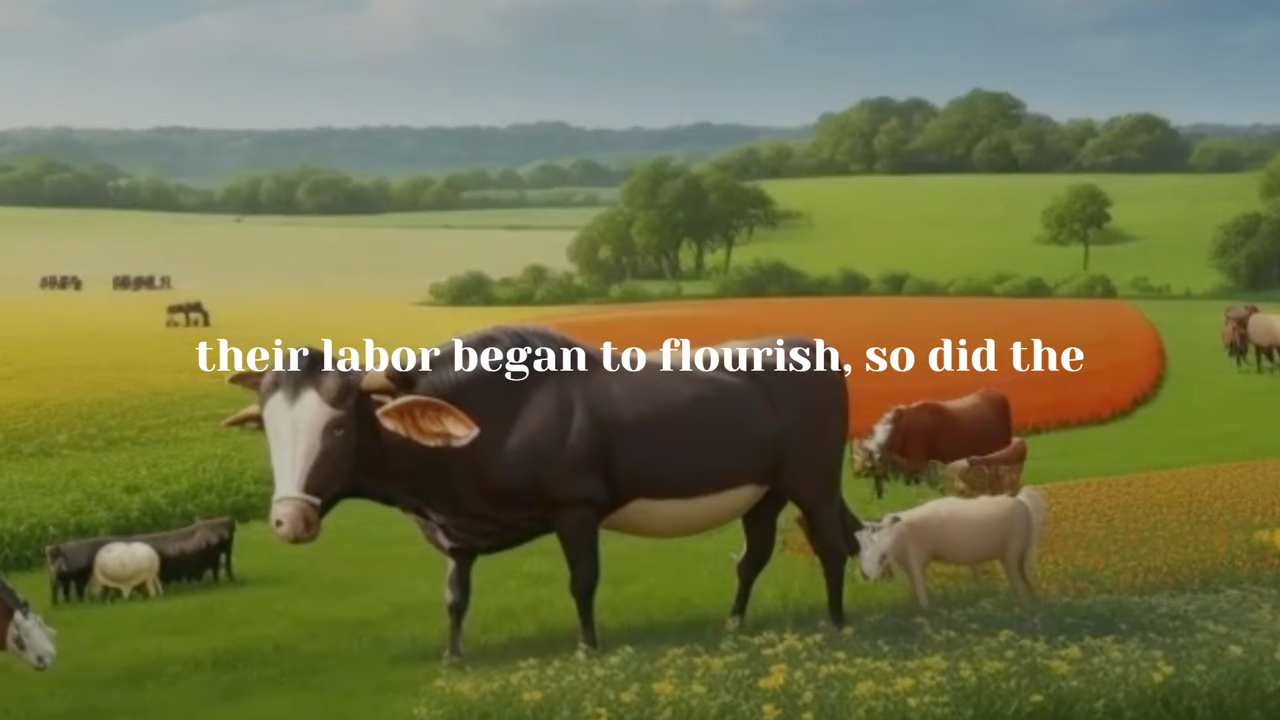 their labor began to flourish, so did the